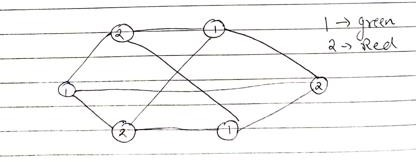 2 1
1 2
2 1
1 → green
2 → Red